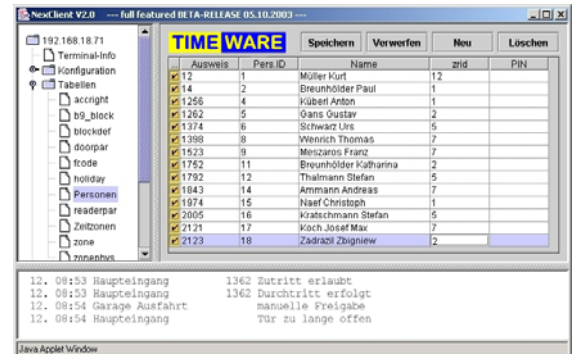 NexClient V2.0 --- full featured BETA-RELEASE 05.10.2003 ---
192.168.18.71
Terminal-Info
Konfiguration
Tabellen
accright
b9_block
blockdef
doorpar
fcode
holiday
Personen
readerpar
Zeitzonen
zone
zonenphys
TIME WARE
Speichern Verwerfen Neu Löschen
... Ausweis Pers.ID Name zrid PIN
12 1 Müller Kurt 12
14 2 Breunhölder Paul 1
1256 4 Küberl Anton 1
1262 5 Gans Gustav 2
1374 6 Schwarz Urs 5
1398 8 Wenrich Thomas 7
1523 9 Meszaros Franz 7
1752 11 Breunhölder Katharina 2
1792 12 Thalmann Stefan 5
1843 14 Ammann Andreas 7
1974 15 Naef Christoph 1
2005 16 Kratschmann Stefan 5
2121 17 Koch Josef Max 7
2123 18 Zadrazil Zbigniew 2
12. 08:53 Haupteingang 1362 Zutritt erlaubt
12. 08:53 Haupteingang 1362 Durchtritt erfolgt
12. 08:54 Garage Ausfahrt manuelle Freigabe
12. 08:54 Haupteingang Tür zu lange offen
Java Applet Window